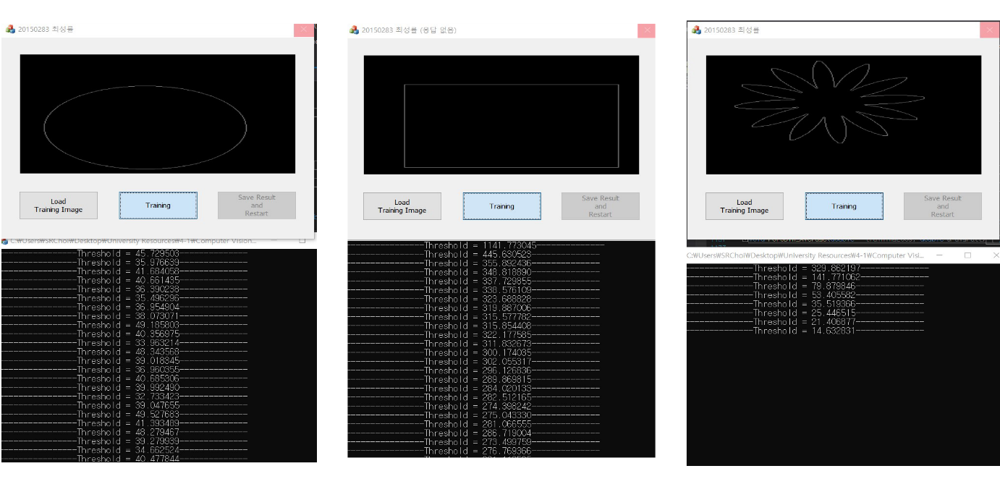 20150283 최성률
Load
Training Image
Training
Save Result
and
Restart
C:₩Users₩SRChoi₩Desktop₩University Resources₩4-1₩Computer Vision...
Threshold = 45.729503
Threshold = 35.976639
Threshold = 41.684058
Threshold = 40.661435
Threshold = 36.390238
Threshold = 35.496296
Threshold = 36.954904
Threshold = 38.073071
Threshold = 49.185803
Threshold = 40.356975
Threshold = 33.963214
Threshold = 48.343568
Threshold = 39.018345
Threshold = 36.960355
Threshold = 40.685306
Threshold = 39.992490
Threshold = 32.733423
Threshold = 39.047655
Threshold = 49.527683
Threshold = 41.393489
Threshold = 48.279467
Threshold = 39.279939
Threshold = 34.662524
Threshold = 40.477844
20150283 최성률 (응답 없음)
Load
Training Image
Training
Save Result
and
Restart
Threshold = 1141.773045
Threshold = 445.630523
Threshold = 355.892436
Threshold = 348.818890
Threshold = 337.729855
Threshold = 338.576109
Threshold = 323.688828
Threshold = 319.887006
Threshold = 315.577782
Threshold = 315.854408
Threshold = 322.177585
Threshold = 311.832673
Threshold = 300.174035
Threshold = 302.055317
Threshold = 296.126836
Threshold = 289.869815
Threshold = 284.020133
Threshold = 282.512165
Threshold = 274.398242
Threshold = 275.043330
Threshold = 281.066555
Threshold = 286.719004
Threshold = 273.499759
Threshold = 276.769366
20150283 최성률
Load
Training Image
Training
Save Result
and
Restart
C:₩Users₩SRChoi₩Desktop₩University Resources₩4-1₩Computer Visi...
Threshold = 329.862197
Threshold = 141.771062
Threshold = 79.879846
Threshold = 53.405582
Threshold = 35.519366
Threshold = 25.446515
Threshold = 21.406877
Threshold = 14.632831